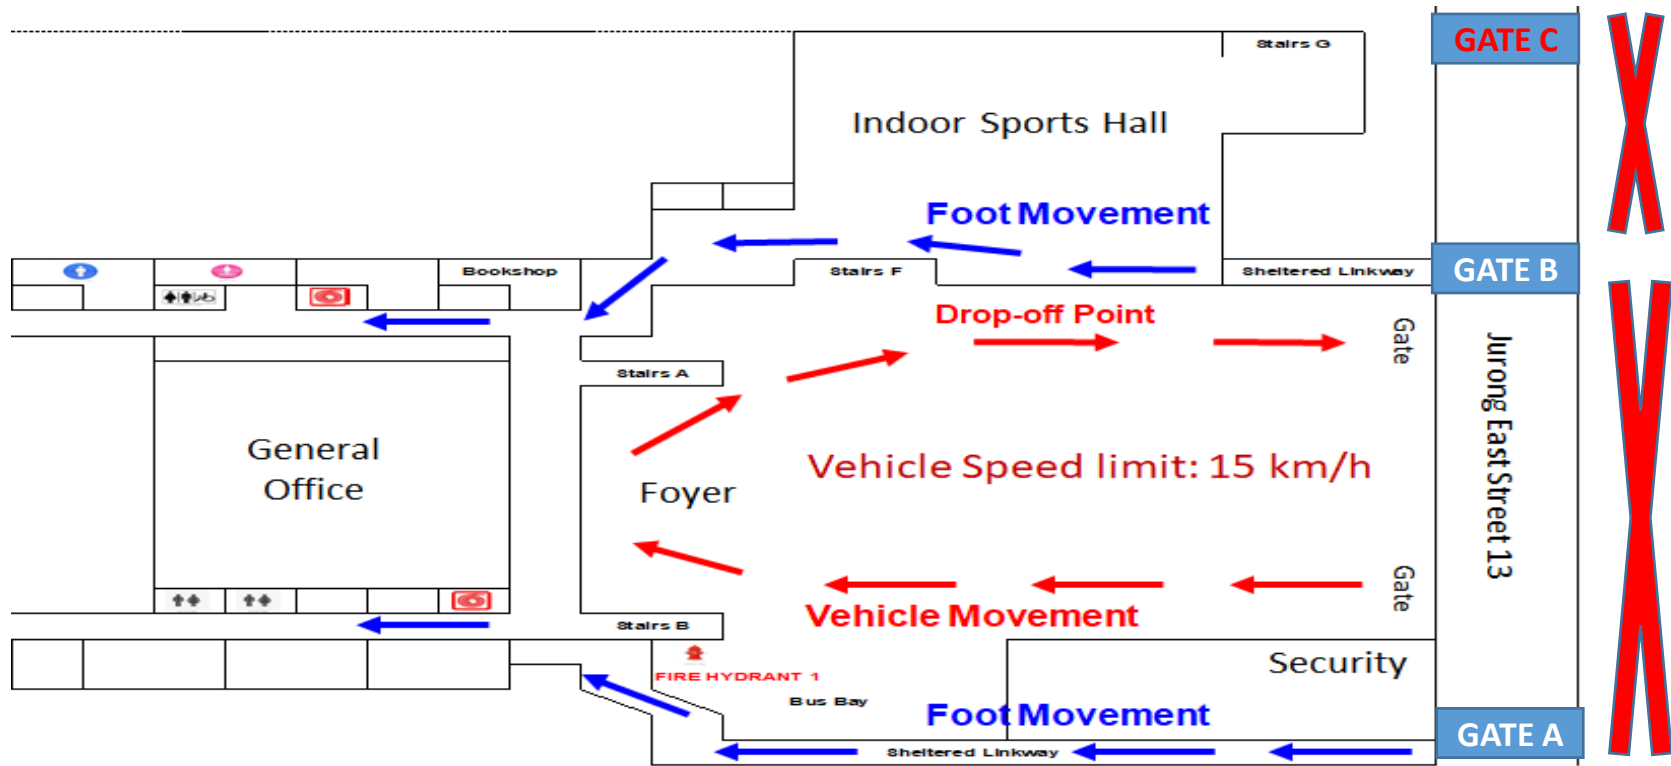 GATE C
Stairs G
Indoor Sports Hall
Foot Movement
Bookshop
Stairs F
Sheltered Linkway
GATE B
Drop-off Point
Gate
Stairs A
Jurong East Street 13
General
Office
Vehicle Speed limit: 15 km/h
Foyer
Gate
Vehicle Movement
Stairs B
FIRE HYDRANT 1
Security
Bus Bay
Foot Movement
GATE A
Sheltered Linkway